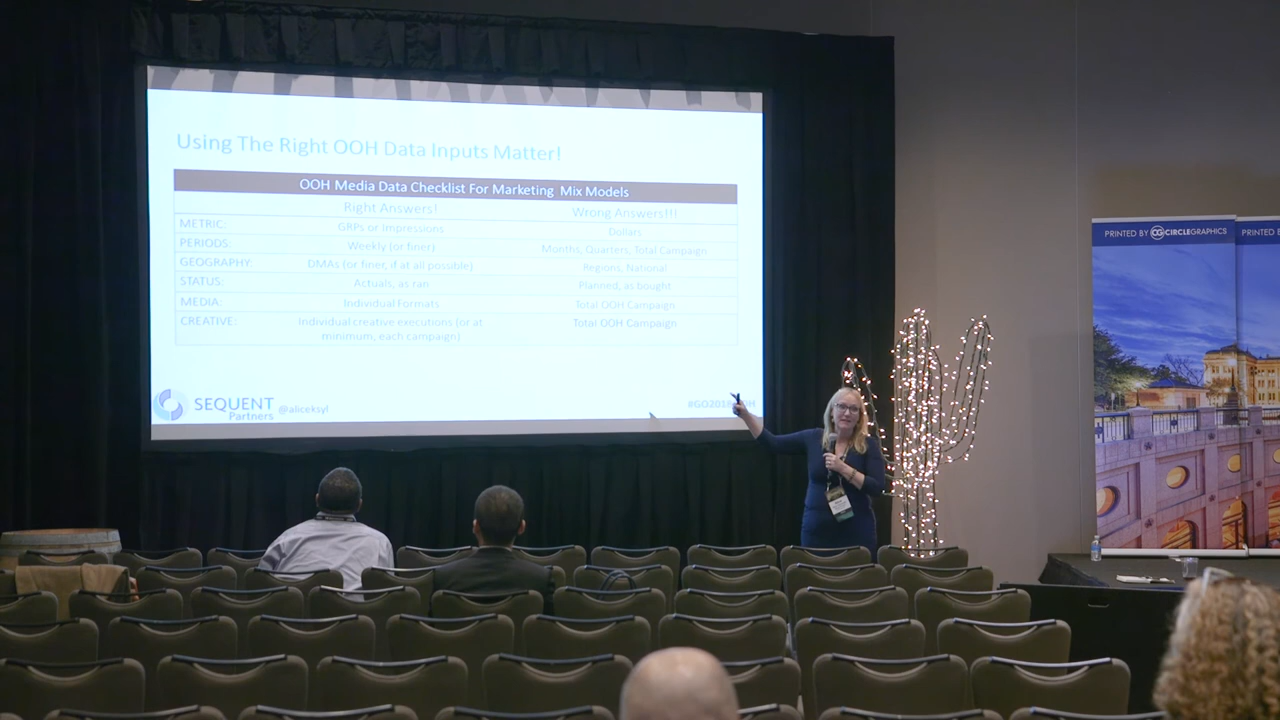 Using The Right OOH Data Inputs Matter!
OOH Media Data Checklist For Marketing Mix Models
Right Answers! Wrong Answers!!!
METRIC: GRPs or Impressions Dollars
PERIODS: Weekly (or finer) Months, Quarters, Total Campaign
GEOGRAPHY: DMAs (or finer, if at all possible) Regions, National
STATUS: Actuals, as ran Planned, as bought
MEDIA: Individual Formats Total OOH Campaign
CREATIVE: Individual creative executions (or at Total OOH Campaign
minimum, each campaign)
SEQUENT
Partners
@aliceksyl
PRINTED BY CG CIRCLEGRAPHICS
PRINTED